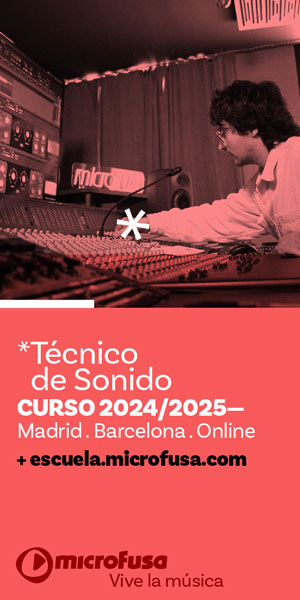 *Técnico
de Sonido
CURSO 2024/2025—
Madrid . Barcelona . Online
+ escuela.microfusa.com
microfusa
Vive la música